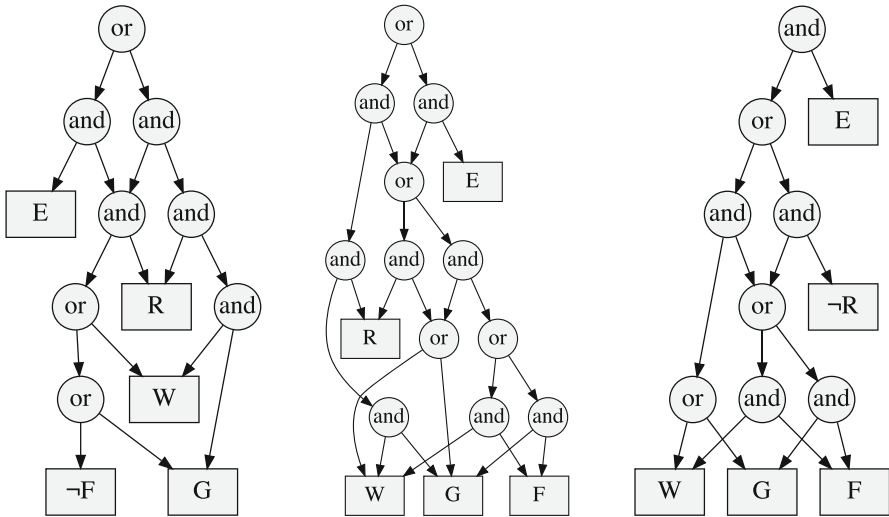 or
and and
E and and
or R and
or W
¬F G
or
and and
or E
and and and
R or or
and and and
W G F
and
or E
and and
or ¬R
or and and
W G F